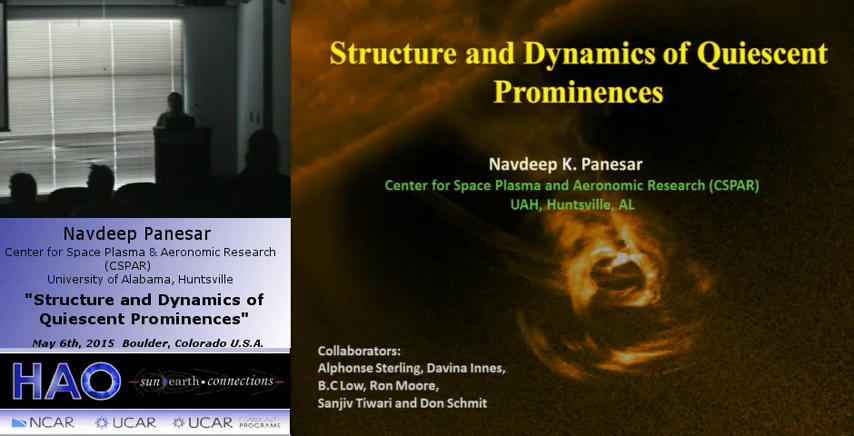 Structure and Dynamics of Quiescent
Prominences
Navdeep K. Panesar
Center for Space Plasma and Aeronomic Research (CSPAR)
UAH, Huntsville, AL
Collaborators:
Alphonse Sterling, Davina Innes,
B.C Low, Ron Moore,
Sanjiv Tiwari and Don Schmit
Navdeep Panesar
Center for Space Plasma & Aeronomic Research
(CSPAR)
University of Alabama, Huntsville
"Structure and Dynamics of
Quiescent Prominences"
May 6th, 2015 Boulder, Colorado U.S.A.
HAO
sun earth • connections
NCAR
UCAR
UCAR COMMUNITY
PROGRAMS